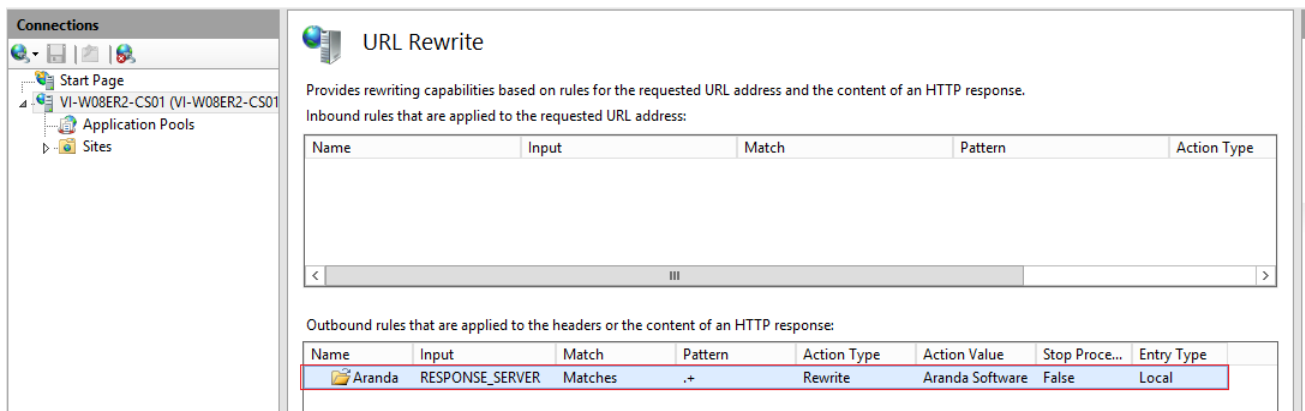 Connections
Start Page
VI-W08ER2-CS01 (VI-W08ER2-CS01
Application Pools
Sites
URL Rewrite
Provides rewriting capabilities based on rules for the requested URL address and the content of an HTTP response.
Inbound rules that are applied to the requested URL address:
Name Input Match Pattern Action Type
Outbound rules that are applied to the headers or the content of an HTTP response:
Name Input Match Pattern Action Type Action Value Stop Proce... Entry Type
Aranda RESPONSE_SERVER Matches .+ Rewrite Aranda Software False Local